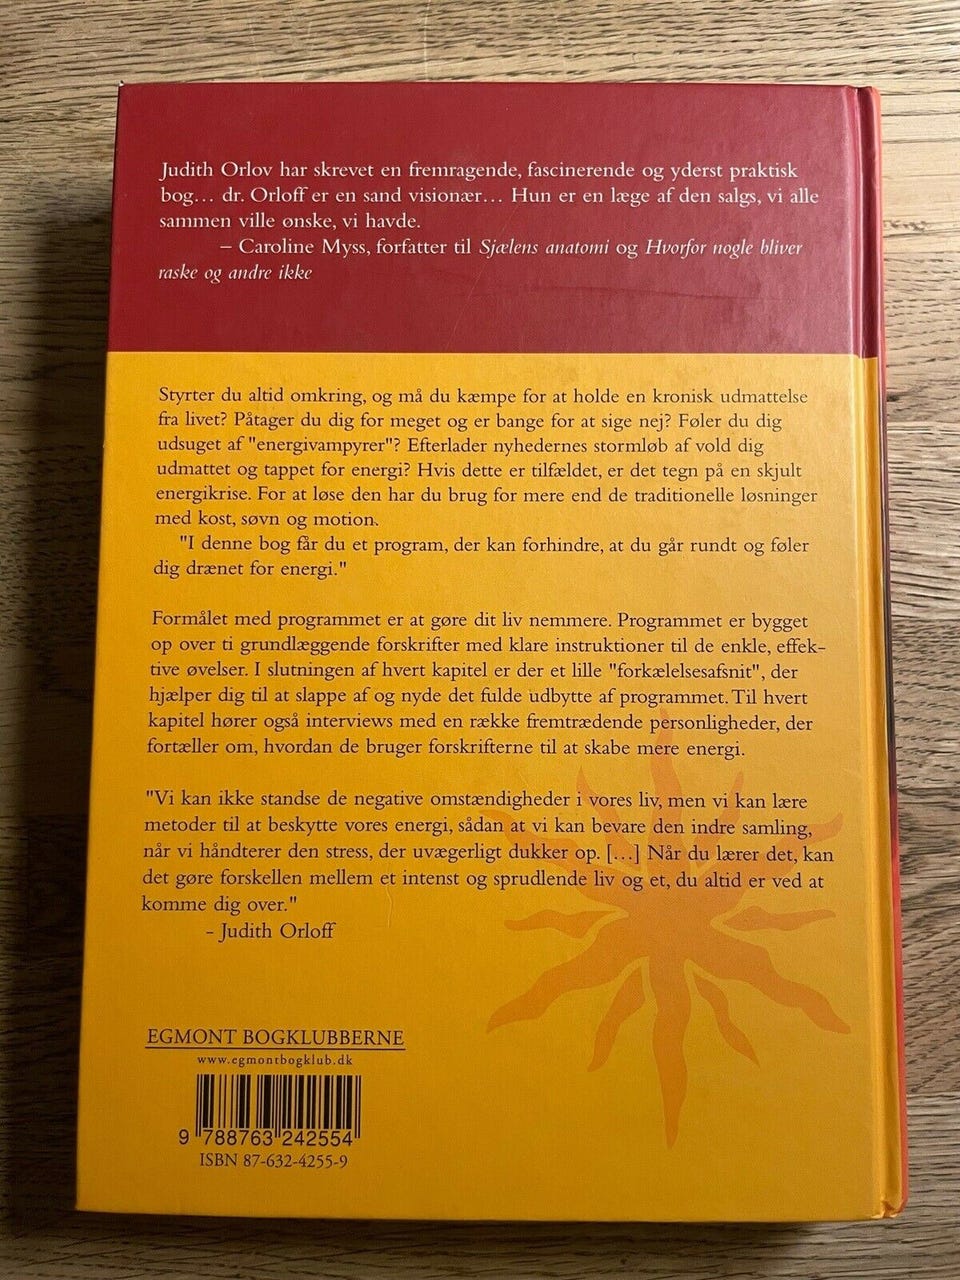 Judith Orlov har skrevet en fremragende, fascinerende og yderst praktisk
bog... dr. Orloff er en sand visionær... Hun er en læge af den salgs, vi alle
sammen ville ønske, vi havde.
– Caroline Myss, forfatter til Sjælens anatomi og Hvorfor nogle bliver
raske og andre ikke
Styrter du altid omkring, og må du kæmpe for at holde en kronisk udmattelse
fra livet? Påtager du dig for meget og er bange for at sige nej? Føler du dig
udsuget af "energivampyrer"? Efterlader nyhedernes stormløb af vold dig
udmattet og tappet for energi? Hvis dette er tilfældet, er det tegn på en skjult
energikrise. For at løse den har du brug for mere end de traditionelle løsninger
med kost, søvn og motion.
"I denne bog får du et program, der kan forhindre, at du går rundt og føler
dig drænet for energi."
Formålet med programmet er at gøre dit liv nemmere. Programmet er bygget
op over ti grundlæggende forskrifter med klare instruktioner til de enkle, effek-
tive øvelser. I slutningen af hvert kapitel er der et lille "forkælelsesafsnit", der
hjælper dig til at slappe af og nyde det fulde udbytte af programmet. Til hvert
kapitel hører også interviews med en række fremtrædende personligheder, der
fortæller om, hvordan de bruger forskrifterne til at skabe mere energi.
"Vi kan ikke standse de negative omstændigheder i vores liv, men vi kan lære
metoder til at beskytte vores energi, sådan at vi kan bevare den indre samling,
når vi håndterer den stress, der uvægerligt dukker op. [...] Når du lærer det, kan
det gøre forskellen mellem et intenst og sprudlende liv og et, du altid er ved at
komme dig over."
- Judith Orloff
EGMONT BOGKLUBBERNE
www.egmontbogklub.dk
9 788763 242554
ISBN 87-632-4255-9